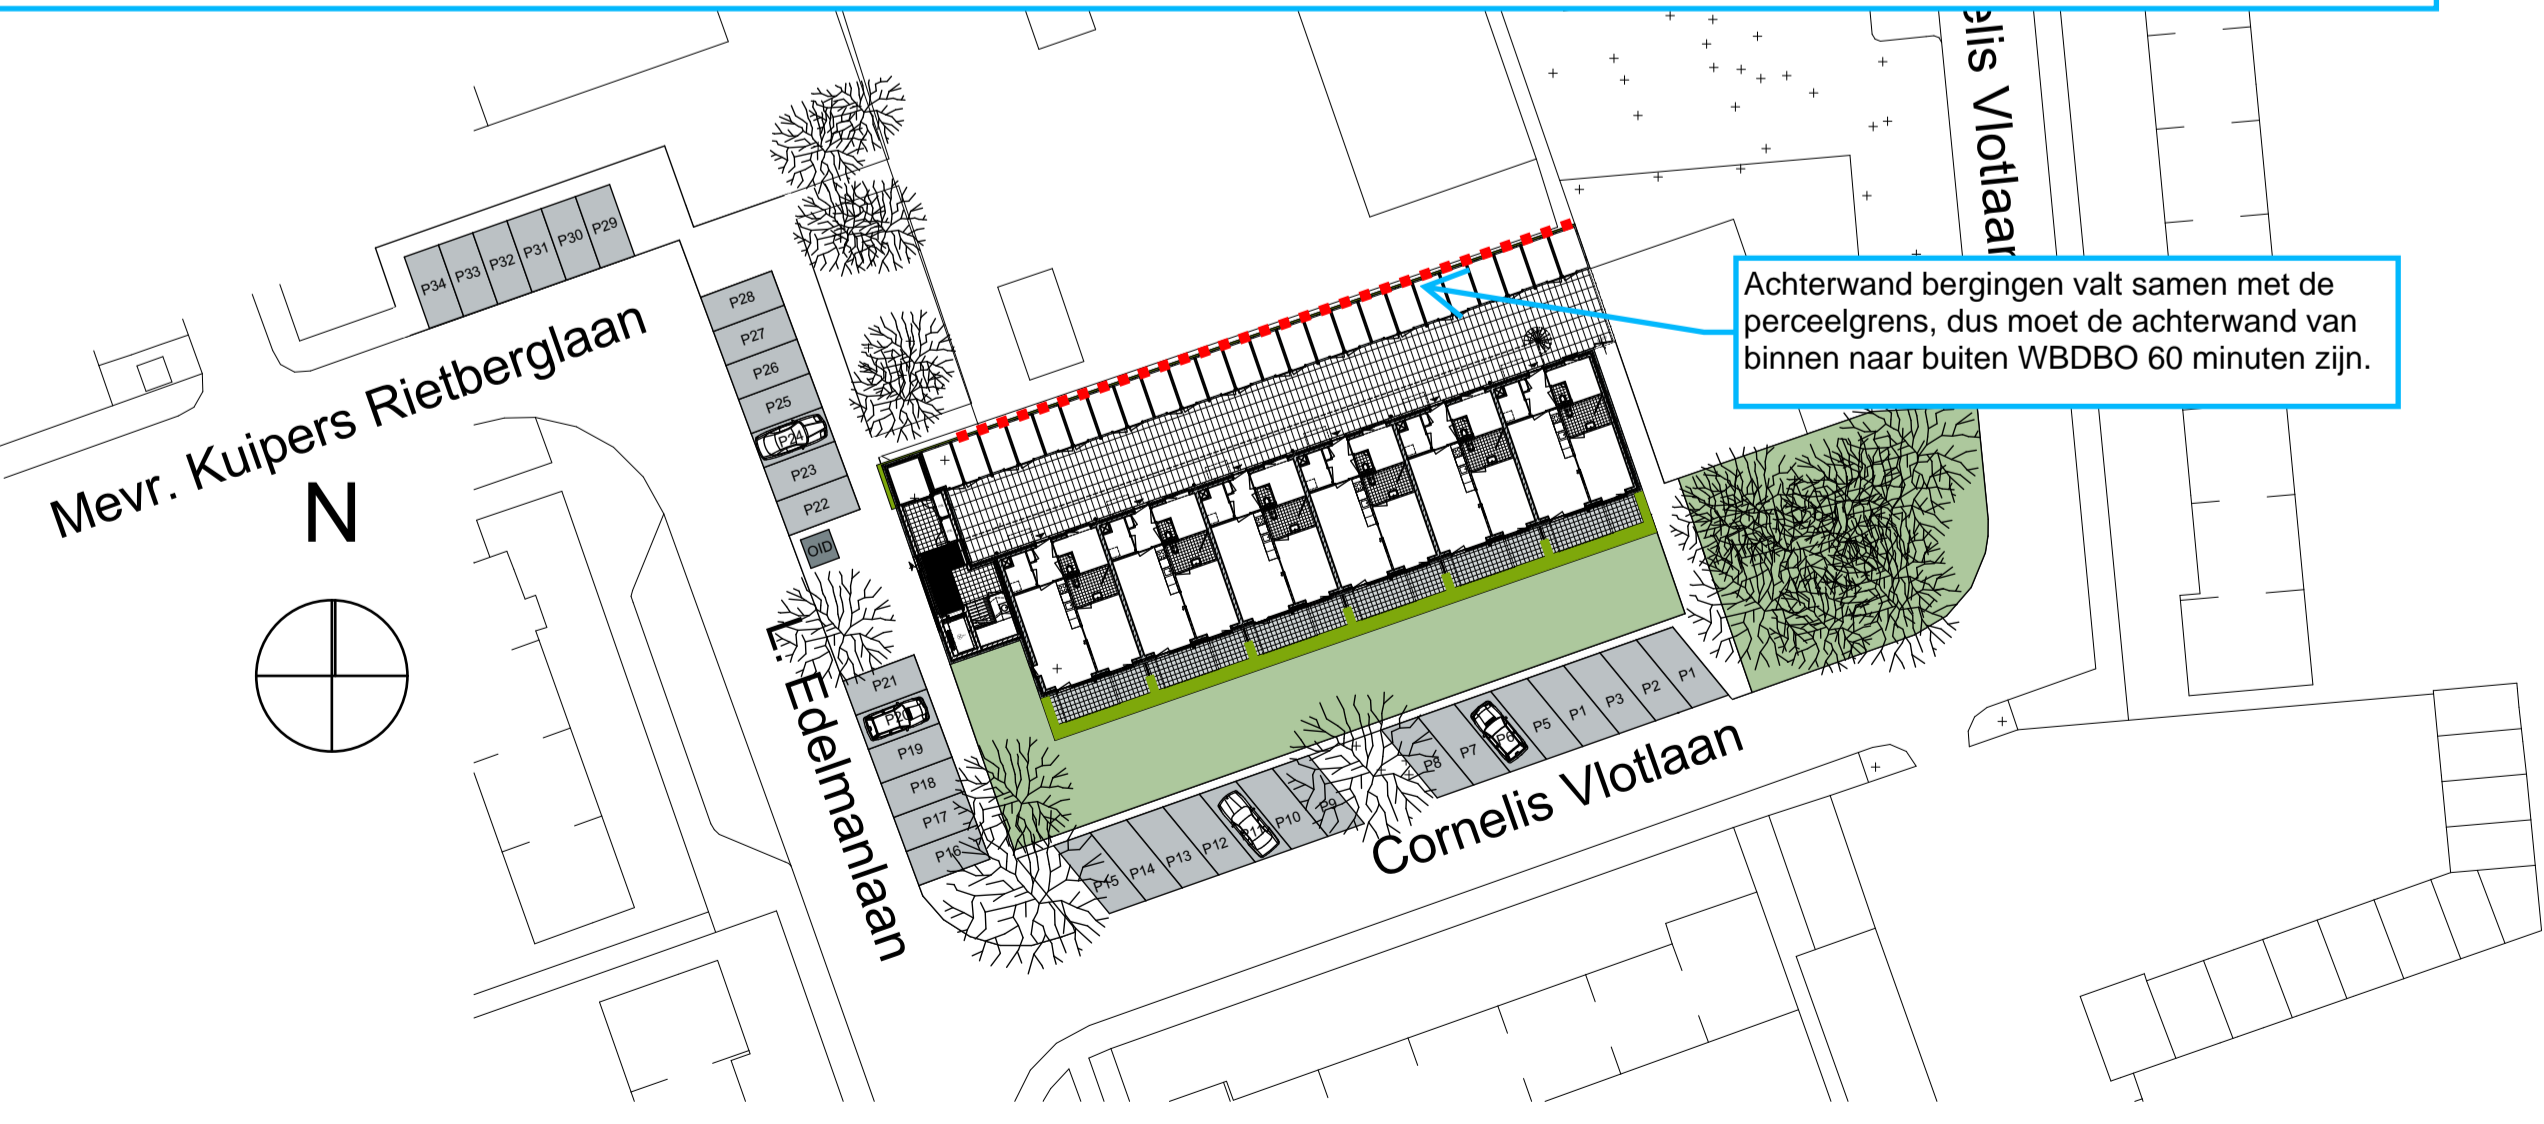 elis Vlotlaan
Achterwand bergingen valt samen met de
perceelgrens, dus moet de achterwand van
binnen naar buiten WBDBO 60 minuten zijn.
P34
P33
P32
P31
P30
P29
Mevr. Kuipers Rietberglaan
N
P28
P27
P26
P25
P24
P23
P22
OID
L. Edelmanlaan
P21
P20
P19
P18
P17
P16
P15
P14
P13
P12
P11
P10
P9
P8
P7
P6
P5
P1
P3
P2
P1
Cornelis Vlotlaan